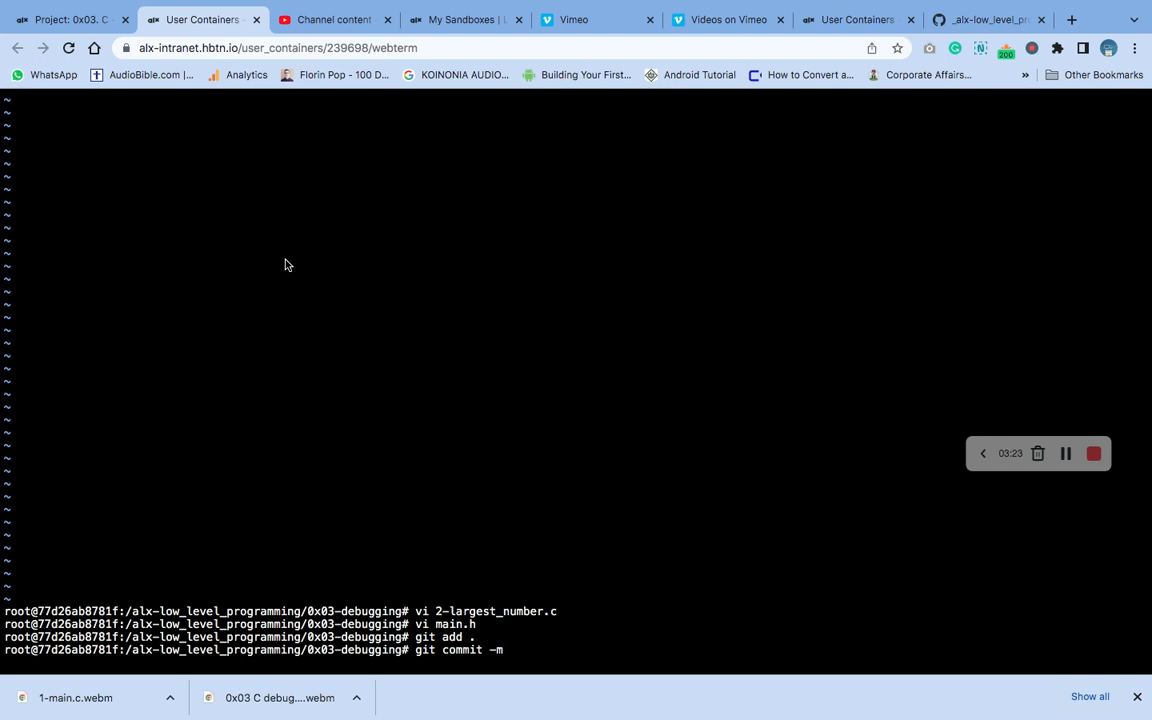 Project: 0x03. C -
User Containers -
Channel content
My Sandboxes | L
Vimeo
Videos on Vimeo
User Containers
_alx-low_level_pr
alx-intranet.hbtn.io/user_containers/239698/webterm
200
WhatsApp
AudioBible.com |...
Analytics
Florin Pop - 100 D...
KOINONIA AUDIO...
Building Your First...
Android Tutorial
How to Convert a...
Corporate Affairs...
»
Other Bookmarks
03:23
root@77d26ab8781f:/alx-low_level_programming/0x03-debugging# vi 2-largest_number.c
root@77d26ab8781f:/alx-low_level_programming/0x03-debugging# vi main.h
root@77d26ab8781f:/alx-low_level_programming/0x03-debugging# git add .
root@77d26ab8781f:/alx-low_level_programming/0x03-debugging# git commit -m
1-main.c.webm
0x03 C debug....webm
Show all